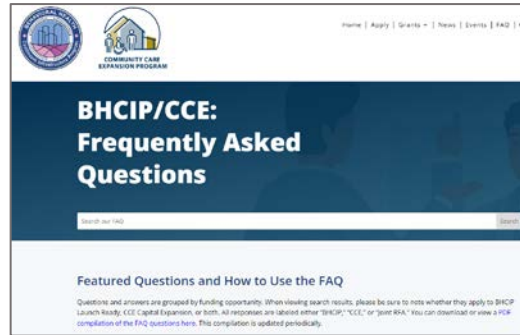 BEHAVIORAL HEALTH
COMMUNITY CARE
EXPANSION PROGRAM
Home | Apply | Grants | News | Events | FAQ |
BHCIP/CCE:
Frequently Asked
Questions
Search our FAQ
Search
Featured Questions and How to Use the FAQ
Questions and answers are grouped by funding opportunity. When viewing search results, please be sure to note whether they apply to BHCIP
Launch Ready, CCE Capital Expansion, or both. All responses are labeled either "BHCIP," "CCE," or "Joint RFA." You can download or view a PDF
compilation of the FAQ questions here. This compilation is updated periodically.